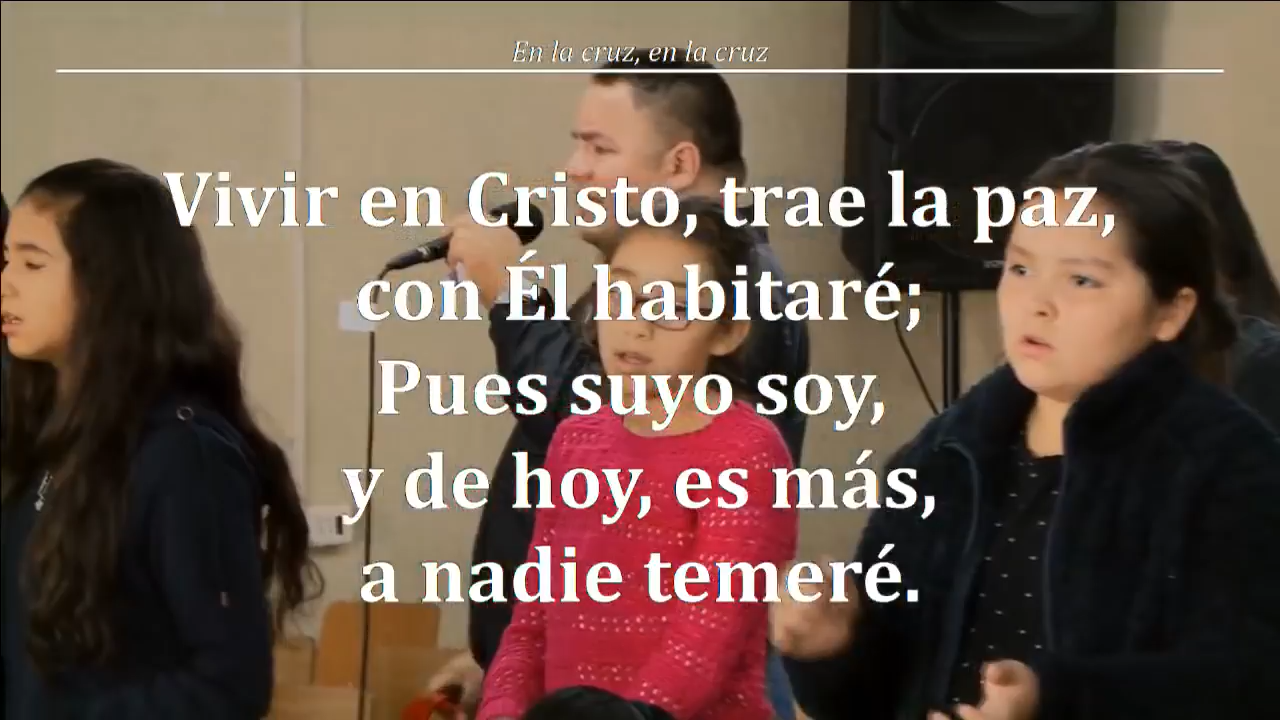 En la cruz, en la cruz
Vivir en Cristo, trae la paz,
con Él habitaré;
Pues suyo soy,
y de hoy, es más,
a nadie temeré.